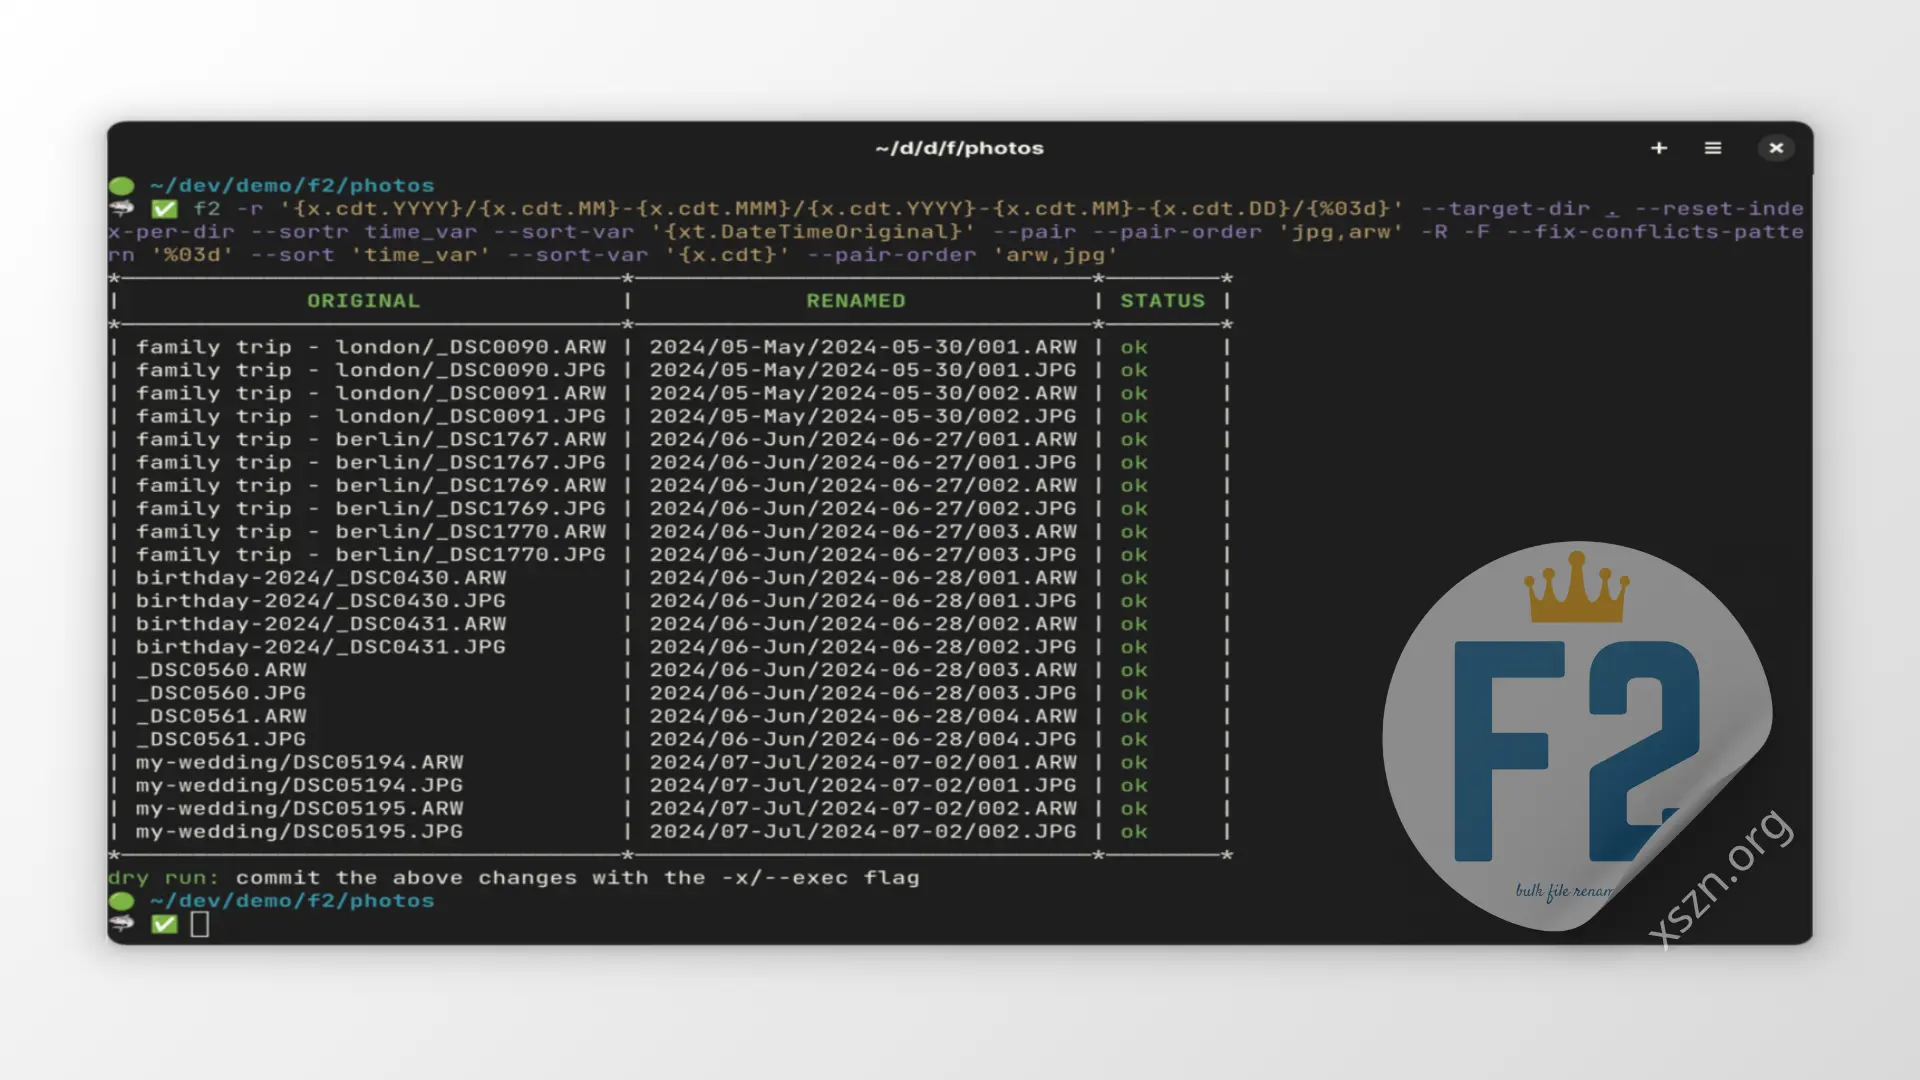 ~/d/d/f/photos
~/dev/demo/f2/photos
f2 -r '{x.cdt.YYYY}/{x.cdt.MM}-{x.cdt.MMM}/{x.cdt.YYYY}-{x.cdt.MM}-{x.cdt.DD}/{%03d}' --target-dir . --reset-inde
x-per-dir --sortr time_var --sort-var '{xt.DateTimeOriginal}' --pair --pair-order 'jpg,arw' -R -F --fix-conflicts-patte
rn '%03d' --sort 'time_var' --sort-var '{x.cdt}' --pair-order 'arw,jpg'
| ORIGINAL | RENAMED | STATUS |
| family trip - london/_DSC0090.ARW | 2024/05-May/2024-05-30/001.ARW | ok |
| family trip - london/_DSC0090.JPG | 2024/05-May/2024-05-30/001.JPG | ok |
| family trip - london/_DSC0091.ARW | 2024/05-May/2024-05-30/002.ARW | ok |
| family trip - london/_DSC0091.JPG | 2024/05-May/2024-05-30/002.JPG | ok |
| family trip - berlin/_DSC1767.ARW | 2024/06-Jun/2024-06-27/001.ARW | ok |
| family trip - berlin/_DSC1767.JPG | 2024/06-Jun/2024-06-27/001.JPG | ok |
| family trip - berlin/_DSC1769.ARW | 2024/06-Jun/2024-06-27/002.ARW | ok |
| family trip - berlin/_DSC1769.JPG | 2024/06-Jun/2024-06-27/002.JPG | ok |
| family trip - berlin/_DSC1770.ARW | 2024/06-Jun/2024-06-27/003.ARW | ok |
| family trip - berlin/_DSC1770.JPG | 2024/06-Jun/2024-06-27/003.JPG | ok |
| birthday-2024/_DSC0430.ARW | 2024/06-Jun/2024-06-28/001.ARW | ok |
| birthday-2024/_DSC0430.JPG | 2024/06-Jun/2024-06-28/001.JPG | ok |
| birthday-2024/_DSC0431.ARW | 2024/06-Jun/2024-06-28/002.ARW | ok |
| birthday-2024/_DSC0431.JPG | 2024/06-Jun/2024-06-28/002.JPG | ok |
| _DSC0560.ARW | 2024/06-Jun/2024-06-28/003.ARW | ok |
| _DSC0560.JPG | 2024/06-Jun/2024-06-28/003.JPG | ok |
| _DSC0561.ARW | 2024/06-Jun/2024-06-28/004.ARW | ok |
| _DSC0561.JPG | 2024/06-Jun/2024-06-28/004.JPG | ok |
| my-wedding/DSC05194.ARW | 2024/07-Jul/2024-07-02/001.ARW | ok |
| my-wedding/DSC05194.JPG | 2024/07-Jul/2024-07-02/001.JPG | ok |
| my-wedding/DSC05195.ARW | 2024/07-Jul/2024-07-02/002.ARW | ok |
| my-wedding/DSC05195.JPG | 2024/07-Jul/2024-07-02/002.JPG | ok |
dry run: commit the above changes with the -x/--exec flag
~/dev/demo/f2/photos
F2
bulk file
xszn.org